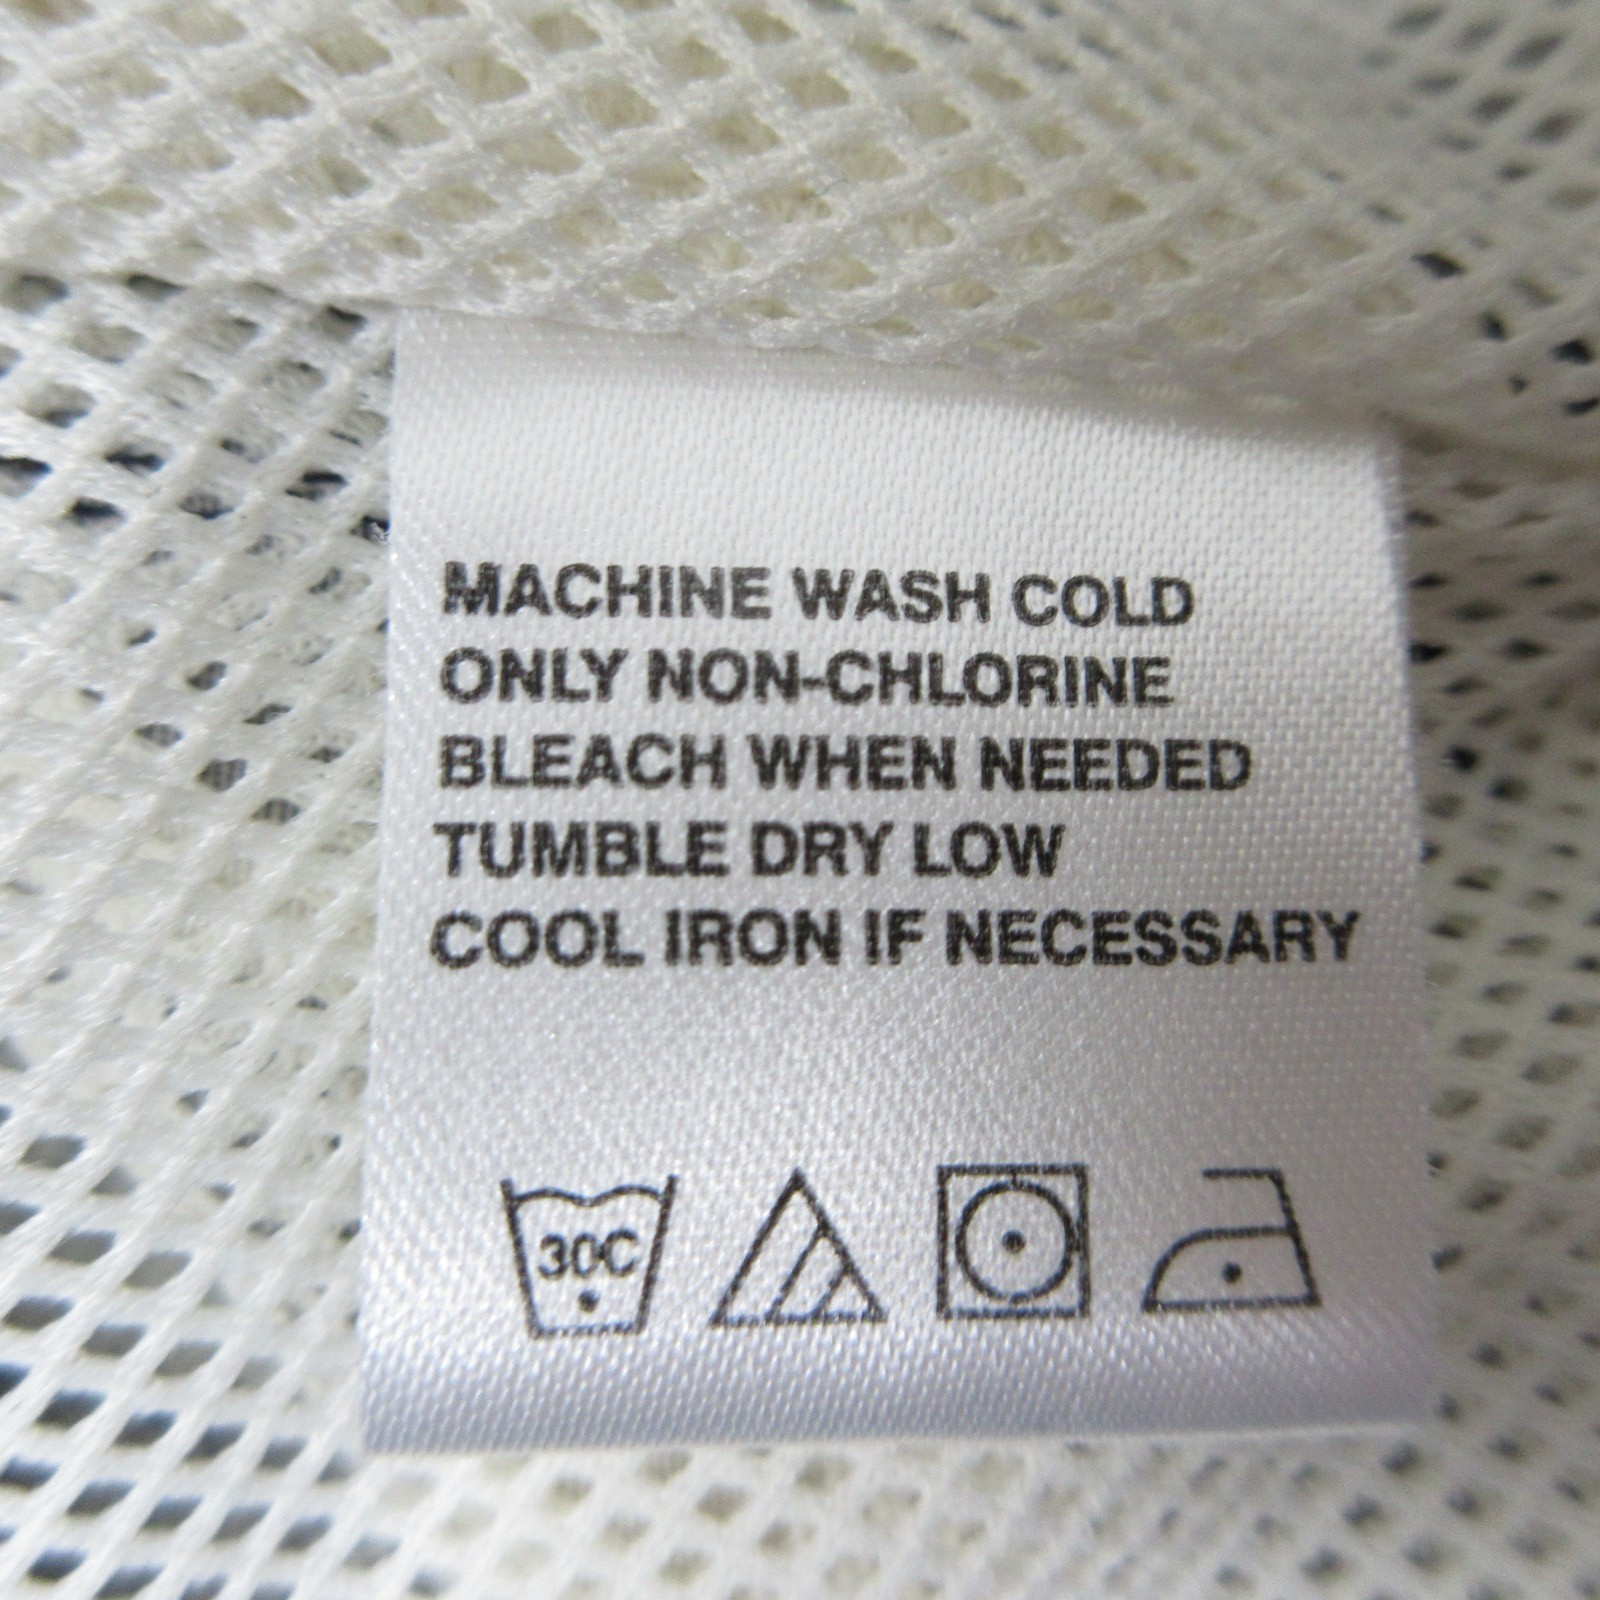 MACHINE WASH COLD
ONLY NON-CHLORINE
BLEACH WHEN NEEDED
TUMBLE DRY LOW
COOL IRON IF NECESSARY
30C